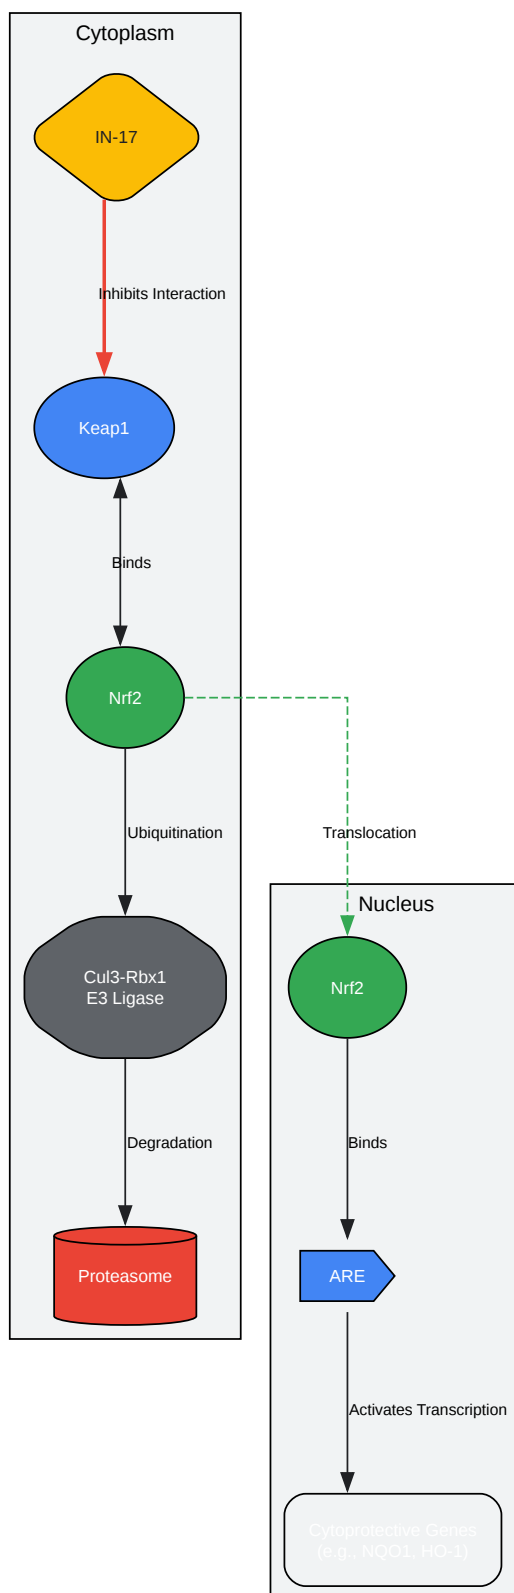 Cytoplasm
IN-17
Inhibits Interaction
Keap1
Binds
Nrf2
Translocation
Ubiquitination
Nucleus
Cul3-Rbx1
E3 Ligase
Nrf2
Degradation
Binds
Proteasome
ARE
Activates Transcription
Cytoprotective Genes
(e.g., NQO1, HO-1)